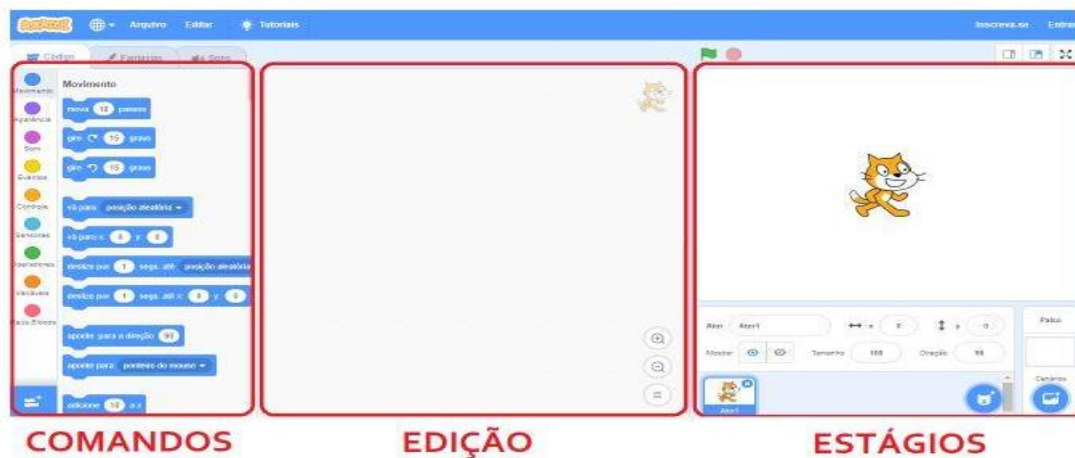 SCRATCH Arquivo Editar Tutoriais Inscreva-se Entrar
Código Fantasias Sons
Movimento
Aparência
Som
Eventos
Controle
Sensores
Operadores
Variáveis
Meus Blocos
Movimento
mova 10 passos
gire 15 graus
gire 15 graus
vá para posição aleatória
vá para x: 0 y: 0
deslize por 1 segs. até posição aleatória
deslize por 1 segs. até x: 0 y: 0
aponte para a direção 90
aponte para ponteiro do mouse
adicione 10 a x
Ator Ator1 x 0 y 0
Mostrar Tamanho 100 Direção 90
Ator1
Palco
Cenários
COMANDOS EDIÇÃO ESTÁGIOS